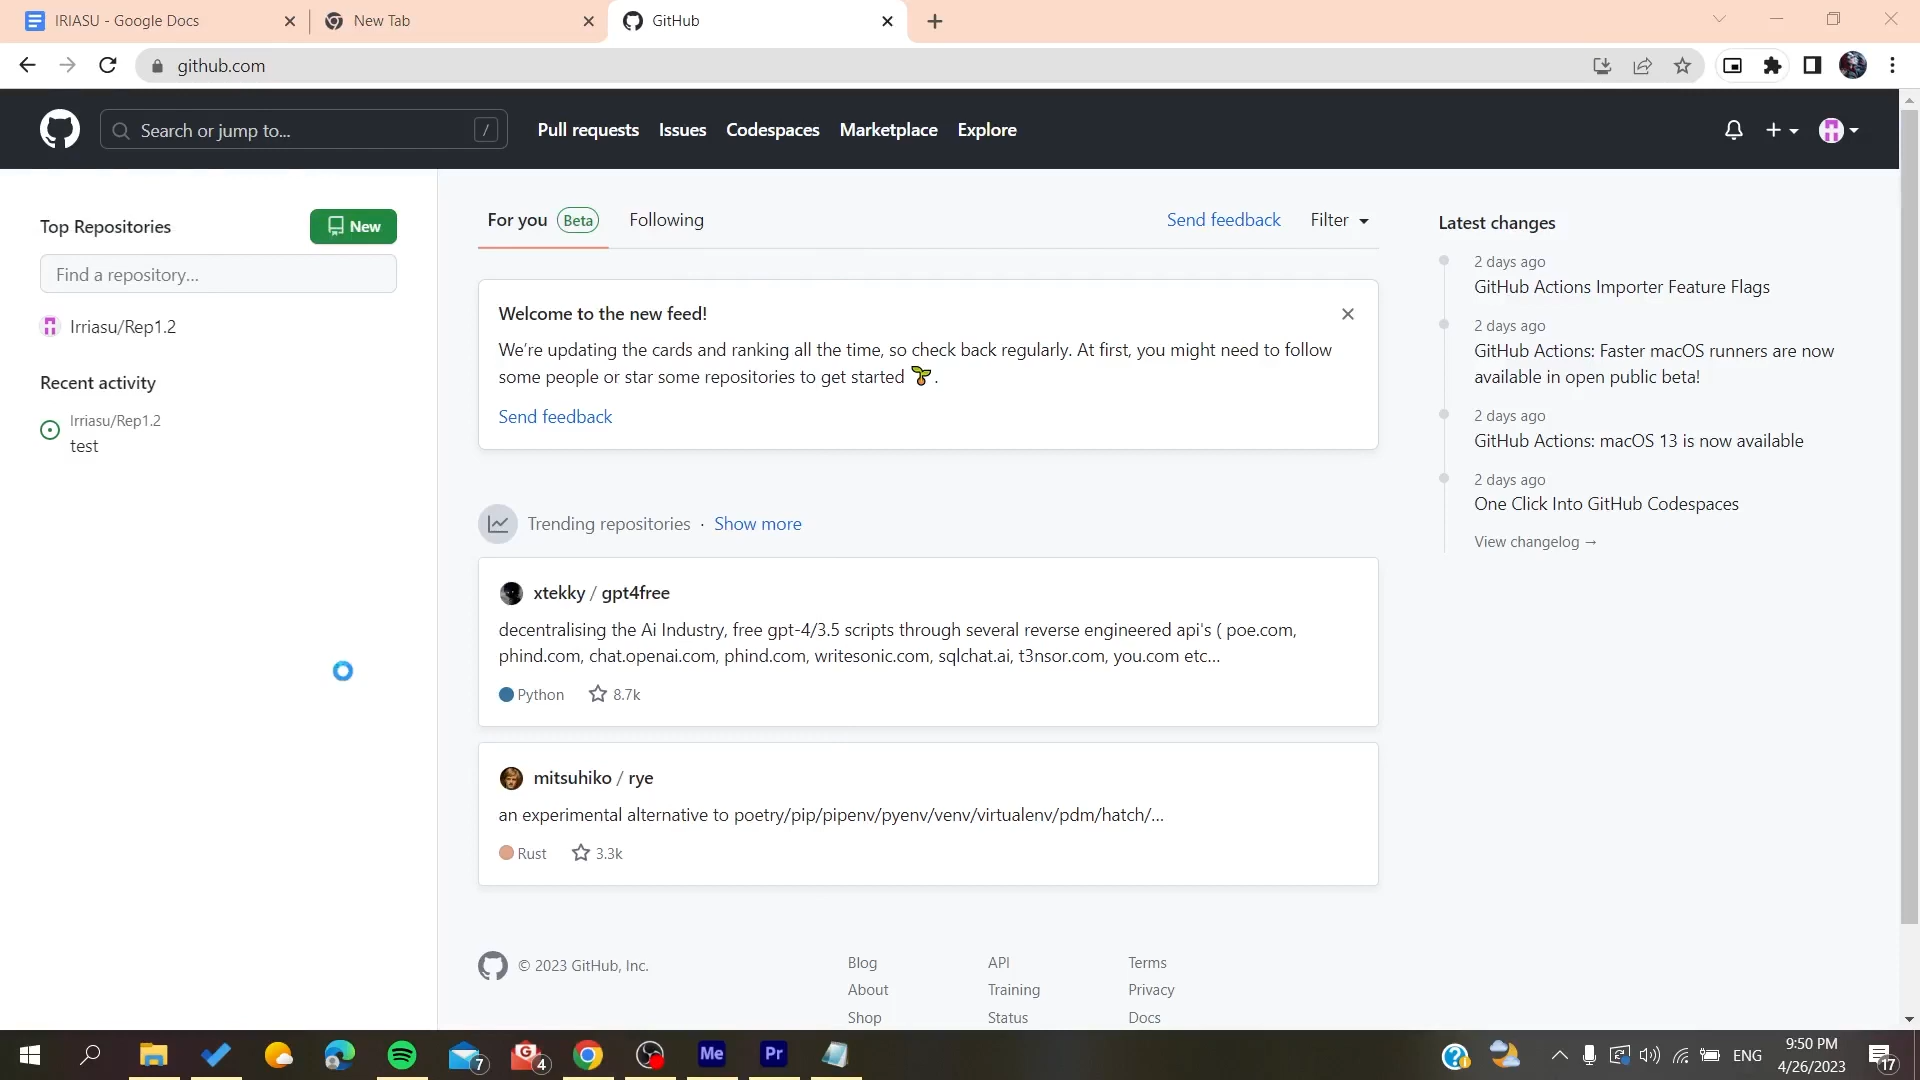 IRIASU - Google Docs
New Tab
GitHub
github.com
Search or jump to...
/
Pull requests
Issues
Codespaces
Marketplace
Explore
Top Repositories
New
Find a repository...
Irriasu/Rep1.2
Recent activity
Irriasu/Rep1.2
test
For you Beta
Following
Send feedback
Filter
Welcome to the new feed!
We're updating the cards and ranking all the time, so check back regularly. At first, you might need to follow
some people or star some repositories to get started .
Send feedback
Trending repositories · Show more
xtekky / gpt4free
decentralising the Ai Industry, free gpt-4/3.5 scripts through several reverse engineered api's ( poe.com,
phind.com, chat.openai.com, phind.com, writesonic.com, sqlchat.ai, t3nsor.com, you.com etc...
Python 8.7k
mitsuhiko / rye
an experimental alternative to poetry/pip/pipenv/pyenv/venv/virtualenv/pdm/hatch/...
Rust 3.3k
Latest changes
2 days ago
GitHub Actions Importer Feature Flags
2 days ago
GitHub Actions: Faster macOS runners are now
available in open public beta!
2 days ago
GitHub Actions: macOS 13 is now available
2 days ago
One Click Into GitHub Codespaces
View changelog →
© 2023 GitHub, Inc.
Blog
About
Shop
API
Training
Status
Terms
Privacy
Docs
7
G
4
Me
Pr
ENG
9:50 PM
4/26/2023
17